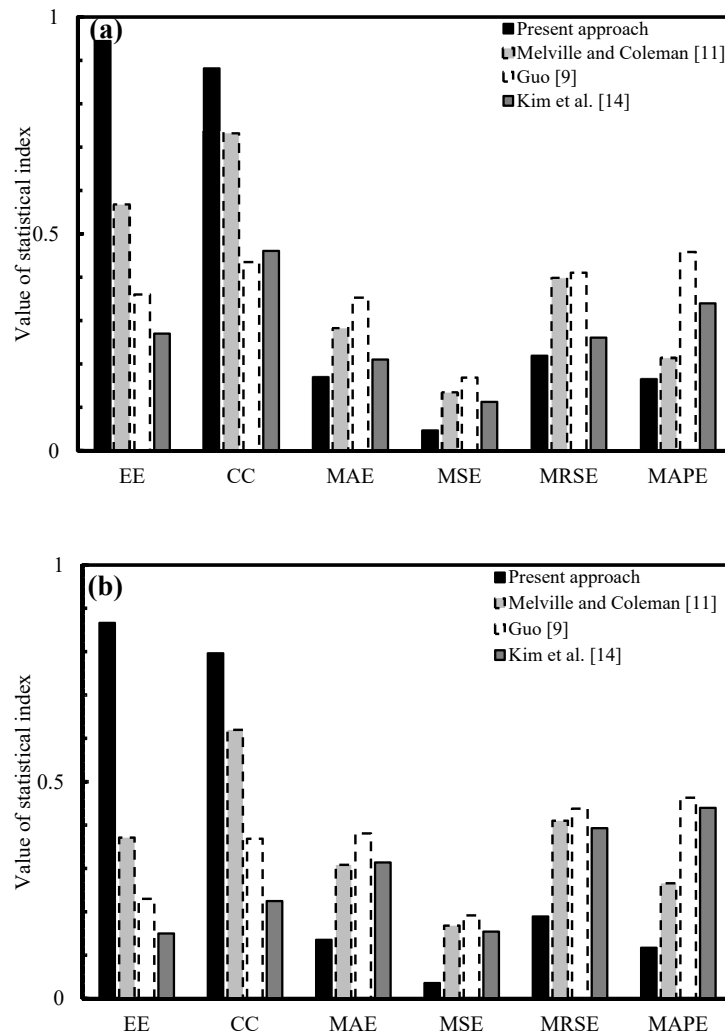 1
(a)
Present approach
Melville and Coleman [11]
Guo [9]
Kim et al. [14]
Value of statistical index
0.5
0
EE CC MAE MSE MRSE MAPE
1
(b)
Present approach
Melville and Coleman [11]
Guo [9]
Kim et al. [14]
Value of statistical index
0.5
0
EE CC MAE MSE MRSE MAPE